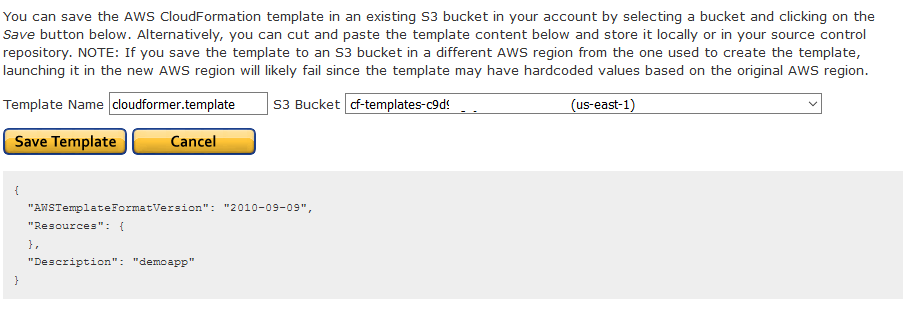 You can save the AWS CloudFormation template in an existing S3 bucket in your account by selecting a bucket and clicking on the
Save button below. Alternatively, you can cut and paste the template content below and store it locally or in your source control
repository. NOTE: If you save the template to an S3 bucket in a different AWS region from the one used to create the template,
launching it in the new AWS region will likely fail since the template may have hardcoded values based on the original AWS region.
Template Name cloudformer.template S3 Bucket (us-east-1)
Save Template Cancel
{
"AWSTemplateFormatVersion": "2010-09-09",
"Resources": {
},
"Description": "demoapp"
}